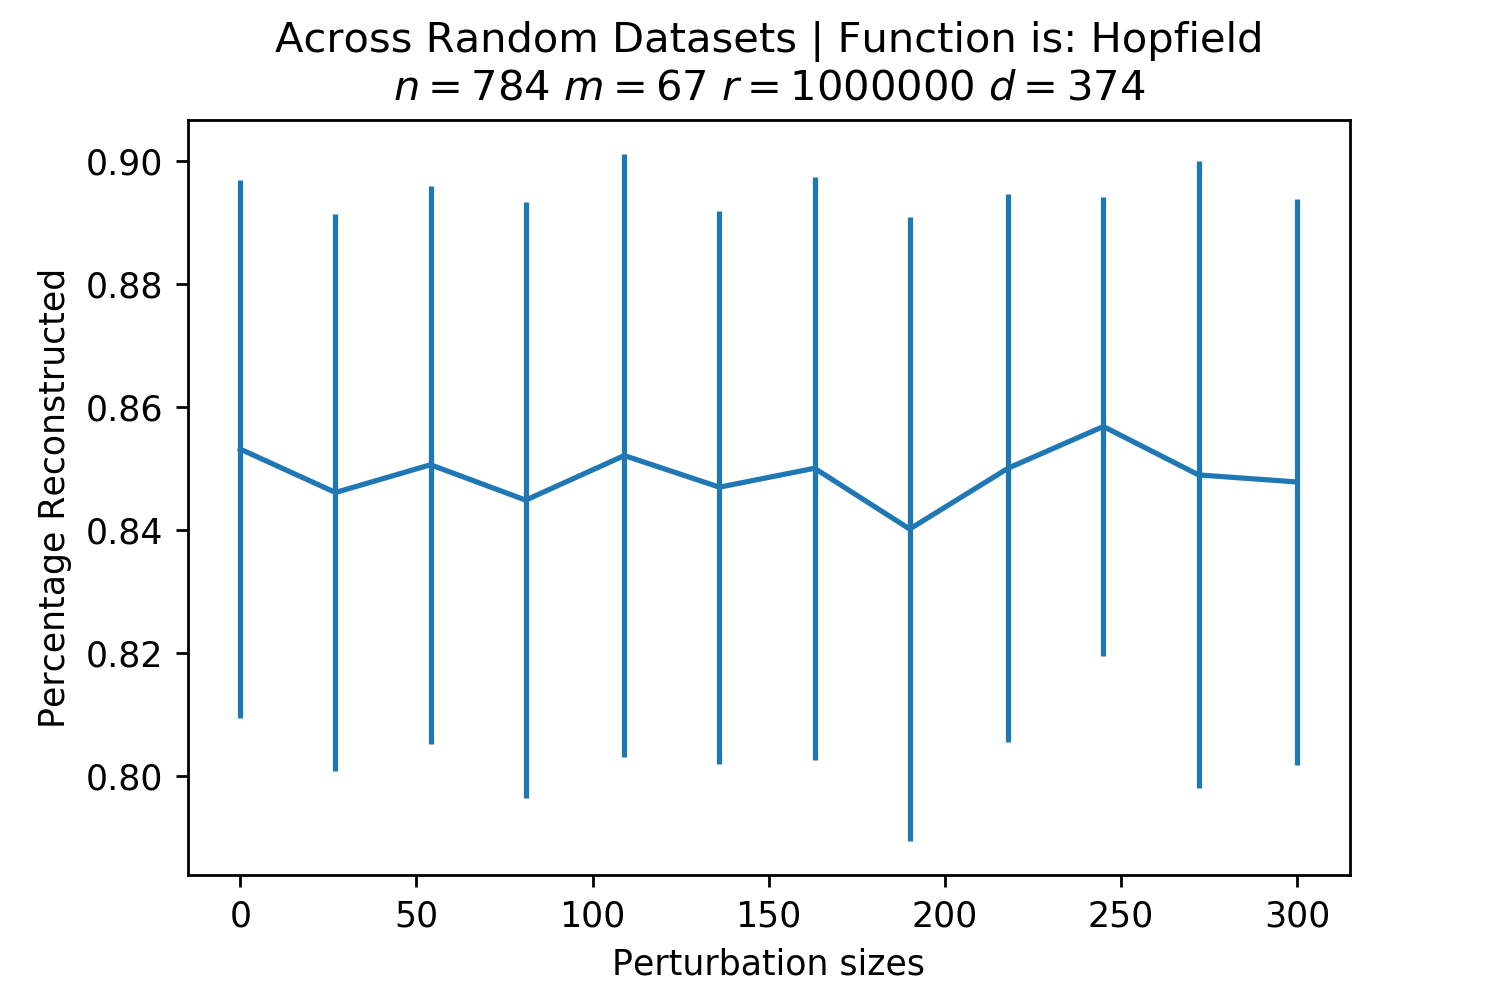 Across Random Datasets | Function is: Hopfield
n = 784 m = 67 r = 1000000 d = 374
Percentage Reconstructed
0.90
0.88
0.86
0.84
0.82
0.80
0 50 100 150 200 250 300
Perturbation sizes